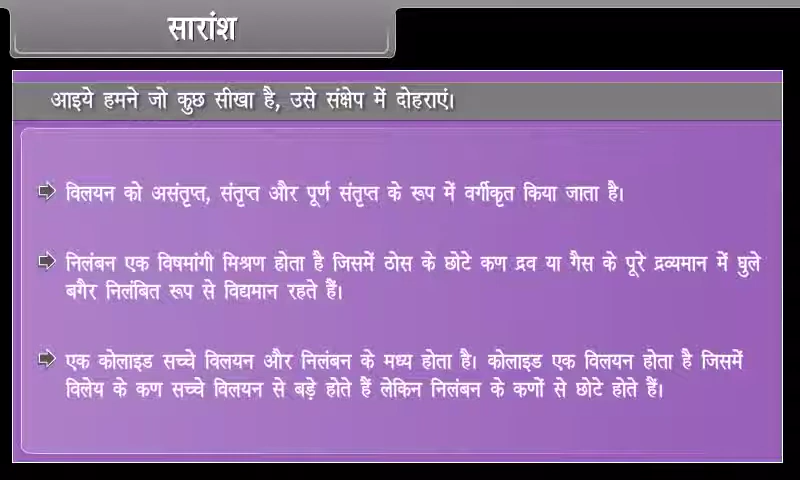 सारांश
आइये हमने जो कुछ सीखा है, उसे संक्षेप में दोहराएं।
विलयन को असंतृप्त, संतृप्त और पूर्ण संतृप्त के रूप में वर्गीकृत किया जाता है।
निलंबन एक विषमांगी मिश्रण होता है जिसमें ठोस के छोटे कण द्रव या गैस के पूरे द्रव्यमान में घुले
बगैर निलंबित रूप से विद्यमान रहते हैं।
एक कोलाइड सच्चे विलयन और निलंबन के मध्य होता है। कोलाइड एक विलयन होता है जिसमें
विलेय के कण सच्चे विलयन से बड़े होते हैं लेकिन निलंबन के कणों से छोटे होते हैं।